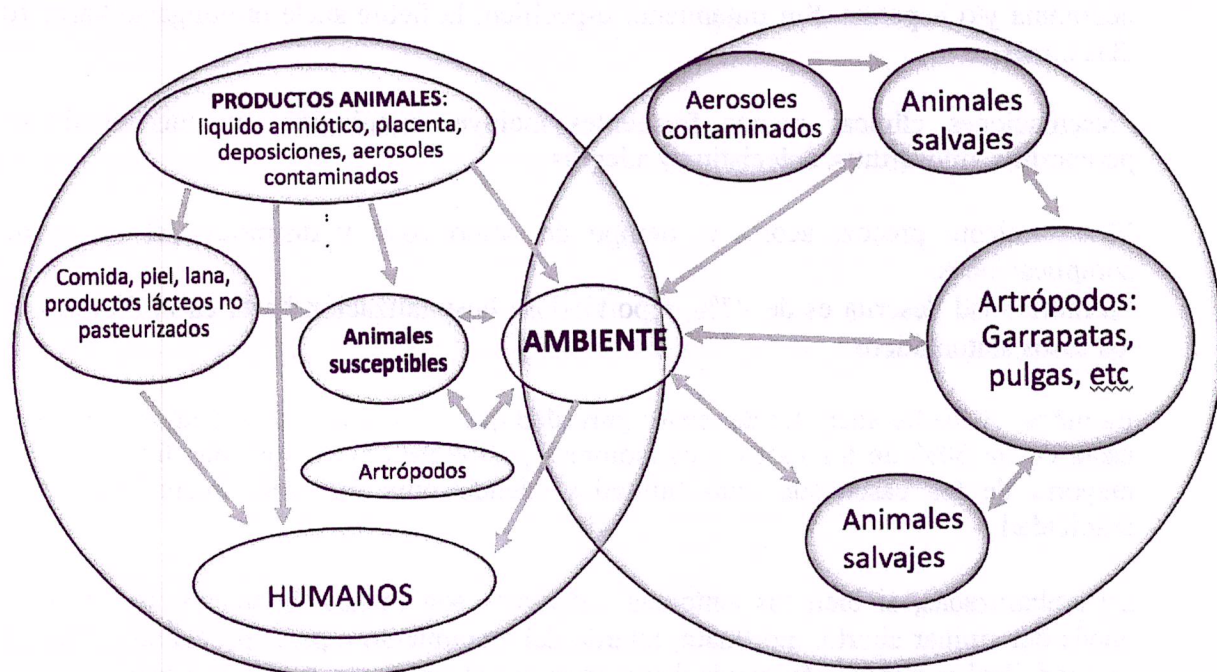 PRODUCTOS ANIMALES:
liquido amniótico, placenta,
deposiciones, aerosoles
contaminados
Aerosoles
contaminados
Animales
salvajes
Comida, piel, lana,
productos lácteos no
pasteurizados
Animales
susceptibles
AMBIENTE
Artrópodos:
Garrapatas,
pulgas, etc
Artrópodos
Animales
salvajes
HUMANOS